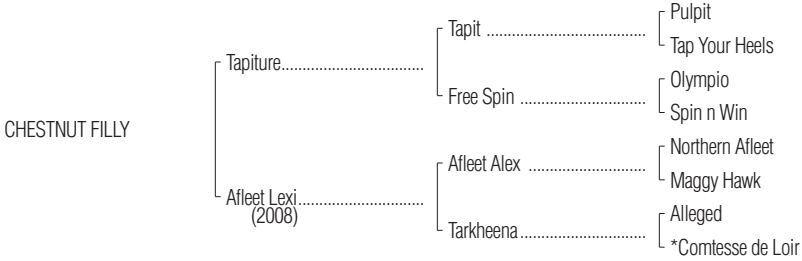 Pulpit
Tapit ....................................
Tap Your Heels
Tapiture................................
Olympio
Free Spin ............................
Spin n Win
CHESTNUT FILLY
Northern Afleet
Afleet Alex ..........................
Maggy Hawk
Afleet Lexi............................
(2008)
Alleged
Tarkheena............................
*Comtesse de Loir